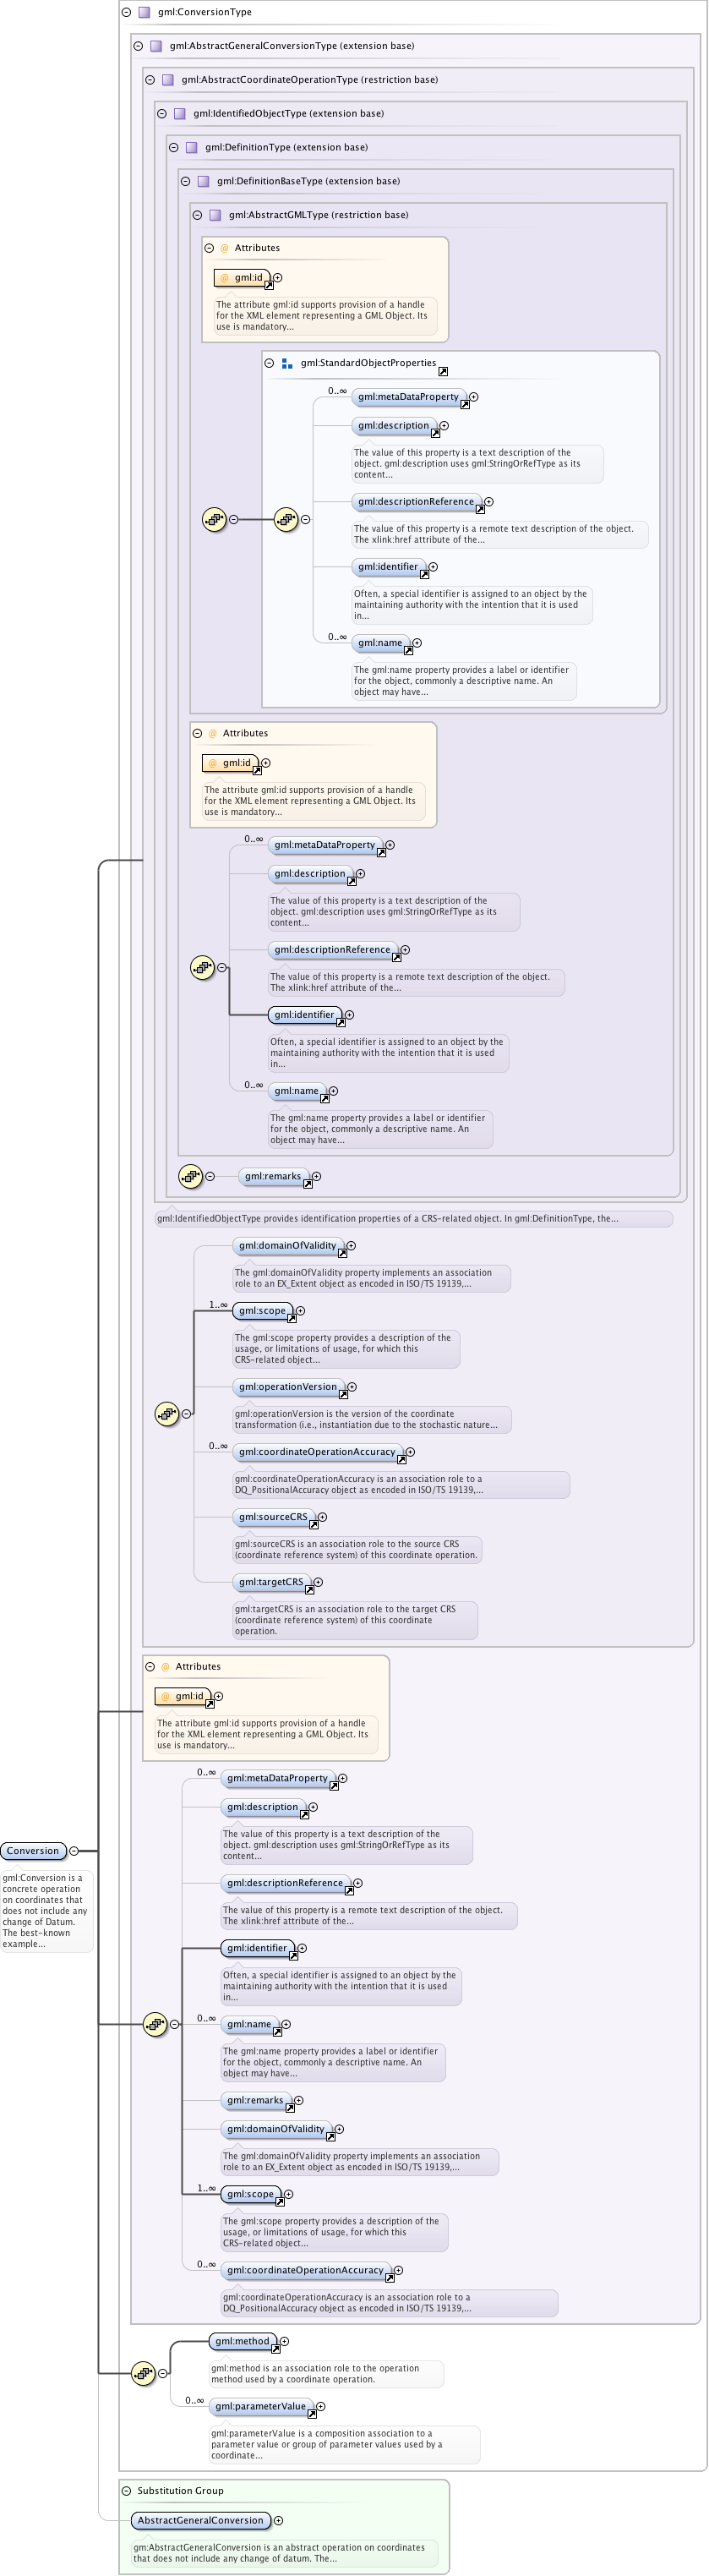 gml:ConversionType
gml:AbstractGeneralConversionType (extension base)
gml:AbstractCoordinateOperationType (restriction base)
gml:IdentifiedObjectType (extension base)
gml:DefinitionType (extension base)
gml:DefinitionBaseType (extension base)
gml:AbstractGMLType (restriction base)
@ Attributes
@ gml:id
The attribute gml:id supports provision of a handle
for the XML element representing a GML Object. Its
use is mandatory...
gml:StandardObjectProperties
0..∞
gml:metaDataProperty
gml:description
The value of this property is a text description of the
object. gml:description uses gml:StringOrRefType as its
content...
gml:descriptionReference
The value of this property is a remote text description of the object.
The xlink:href attribute of the...
gml:identifier
Often, a special identifier is assigned to an object by the
maintaining authority with the intention that it is used
in...
0..∞
gml:name
The gml:name property provides a label or identifier
for the object, commonly a descriptive name. An
object may have...
@ Attributes
@ gml:id
The attribute gml:id supports provision of a handle
for the XML element representing a GML Object. Its
use is mandatory...
0..∞
gml:metaDataProperty
gml:description
The value of this property is a text description of the
object. gml:description uses gml:StringOrRefType as its
content...
gml:descriptionReference
The value of this property is a remote text description of the object.
The xlink:href attribute of the...
gml:identifier
Often, a special identifier is assigned to an object by the
maintaining authority with the intention that it is used
in...
0..∞
gml:name
The gml:name property provides a label or identifier
for the object, commonly a descriptive name. An
object may have...
gml:remarks
gml:IdentifiedObjectType provides identification properties of a CRS-related object. In gml:DefinitionType, the...
gml:domainOfValidity
The gml:domainOfValidity property implements an association
role to an EX_Extent object as encoded in ISO/TS 19139,...
1..∞
gml:scope
The gml:scope property provides a description of the
usage, or limitations of usage, for which this
CRS-related object...
gml:operationVersion
gml:operationVersion is the version of the coordinate
transformation (i.e., instantiation due to the stochastic nature...
0..∞
gml:coordinateOperationAccuracy
gml:coordinateOperationAccuracy is an association role to a
DQ_PositionalAccuracy object as encoded in ISO/TS 19139,...
gml:sourceCRS
gml:sourceCRS is an association role to the source CRS
(coordinate reference system) of this coordinate operation.
gml:targetCRS
gml:targetCRS is an association role to the target CRS
(coordinate reference system) of this coordinate
operation.
@ Attributes
@ gml:id
The attribute gml:id supports provision of a handle
for the XML element representing a GML Object. Its
use is mandatory...
0..∞
gml:metaDataProperty
gml:description
The value of this property is a text description of the
object. gml:description uses gml:StringOrRefType as its
content...
Conversion
gml:Conversion is a
concrete operation
on coordinates that
does not include any
change of Datum.
The best-known
example...
gml:descriptionReference
The value of this property is a remote text description of the object.
The xlink:href attribute of the...
gml:identifier
Often, a special identifier is assigned to an object by the
maintaining authority with the intention that it is used
in...
0..∞
gml:name
The gml:name property provides a label or identifier
for the object, commonly a descriptive name. An
object may have...
gml:remarks
gml:domainOfValidity
The gml:domainOfValidity property implements an association
role to an EX_Extent object as encoded in ISO/TS 19139,...
1..∞
gml:scope
The gml:scope property provides a description of the
usage, or limitations of usage, for which this
CRS-related object...
0..∞
gml:coordinateOperationAccuracy
gml:coordinateOperationAccuracy is an association role to a
DQ_PositionalAccuracy object as encoded in ISO/TS 19139,...
gml:method
gml:method is an association role to the operation
method used by a coordinate operation.
0..∞
gml:parameterValue
gml:parameterValue is a composition association to a
parameter value or group of parameter values used by a
coordinate...
Substitution Group
AbstractGeneralConversion
gm:AbstractGeneralConversion is an abstract operation on coordinates
that does not include any change of datum. The...